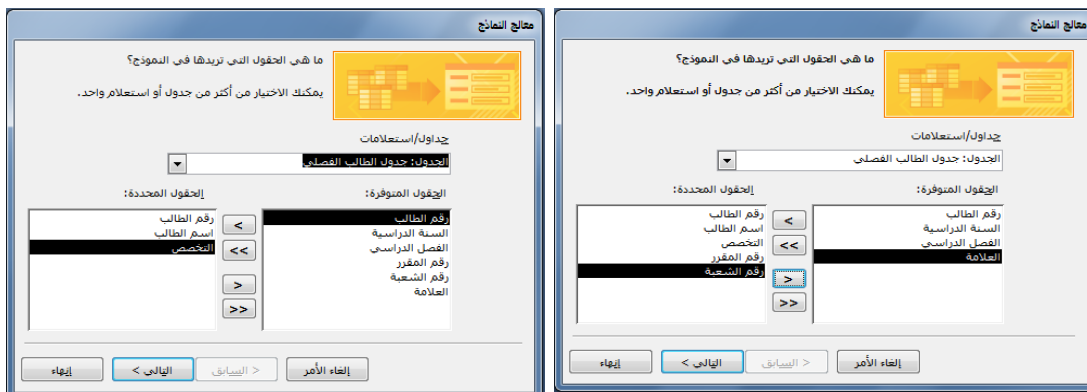 معالج النماذج
ما هي الحقول التي تريدها في النموذج؟
يمكنك الاختيار من أكثر من جدول أو استعلام واحد.
جداول/استعلامات
الجدول: جدول الطالب الفصلي
الحقول المتوفرة:
رقم الطالب
السنة الدراسية
الفصل الدراسي
العلامة
>
>>
<
<<
الحقول المحددة:
رقم الطالب
اسم الطالب
التخصص
رقم المقرر
رقم الشعبة
إلغاء الأمر
< السابق
التالي >
إنهاء
معالج النماذج
ما هي الحقول التي تريدها في النموذج؟
يمكنك الاختيار من أكثر من جدول أو استعلام واحد.
جداول/استعلامات
الجدول: جدول الطالب الفصلي
الحقول المتوفرة:
رقم الطالب
السنة الدراسية
الفصل الدراسي
رقم المقرر
رقم الشعبة
العلامة
>
>>
<
<<
الحقول المحددة:
رقم الطالب
اسم الطالب
التخصص
إلغاء الأمر
< السابق
التالي >
إنهاء